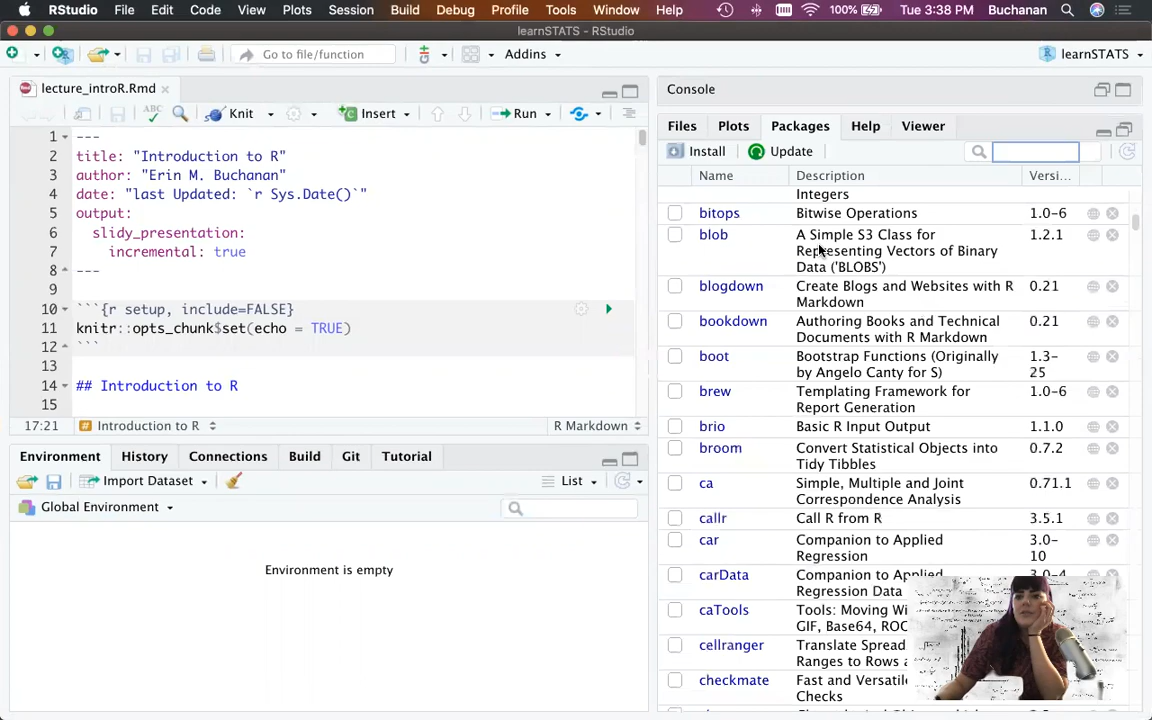 RStudio File Edit Code View Plots Session Build Debug Profile Tools Window Help 100% Tue 3:38 PM Buchanan
learnSTATS - RStudio
Go to file/function Addins learnSTATS
lecture_introR.Rmd
ABC Knit Insert Run
1 ---
2 title: "Introduction to R"
3 author: "Erin M. Buchanan"
4 date: "last Updated: `r Sys.Date()`"
5 output:
6 slidy_presentation:
7 incremental: true
8 ---
9
10 ```{r setup, include=FALSE}
11 knitr::opts_chunk$set(echo = TRUE)
12 ```
13
14 ## Introduction to R
15
17:21 # Introduction to R R Markdown
Environment History Connections Build Git Tutorial
Import Dataset List
Global Environment
Environment is empty
Console
Files Plots Packages Help Viewer
Install Update
Name Description Versi...
Integers
bitops Bitwise Operations 1.0-6
blob A Simple S3 Class for 1.2.1
Representing Vectors of Binary
Data ('BLOBS')
blogdown Create Blogs and Websites with R 0.21
Markdown
bookdown Authoring Books and Technical 0.21
Documents with R Markdown
boot Bootstrap Functions (Originally 1.3-
by Angelo Canty for S) 25
brew Templating Framework for 1.0-6
Report Generation
brio Basic R Input Output 1.1.0
broom Convert Statistical Objects into 0.7.2
Tidy Tibbles
ca Simple, Multiple and Joint 0.71.1
Correspondence Analysis
callr Call R from R 3.5.1
car Companion to Applied 3.0-
Regression 10
carData Companion to Applied 3.0-4
Regression Data
caTools Tools: Moving Wi
GIF, Base64, ROC
cellranger Translate Spread
Ranges to Rows a
checkmate Fast and Versatile
Checks